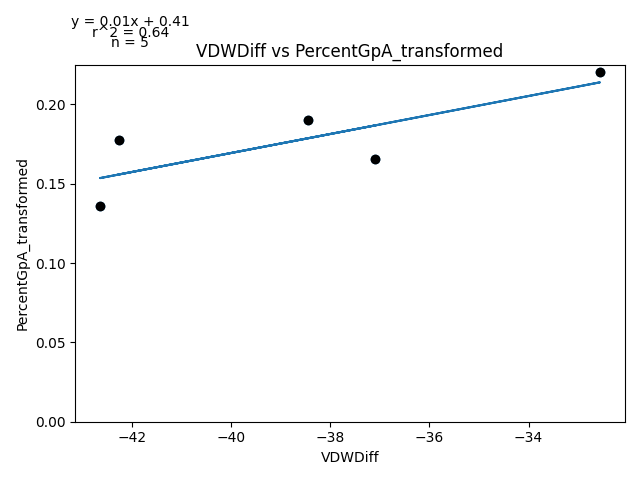 y = 0.01x + 0.41
r^2 = 0.64
n = 5
VDWDiff vs PercentGpA_transformed
0.20
0.15
0.10
0.05
0.00
PercentGpA_transformed
−42 −40 −38 −36 −34
VDWDiff